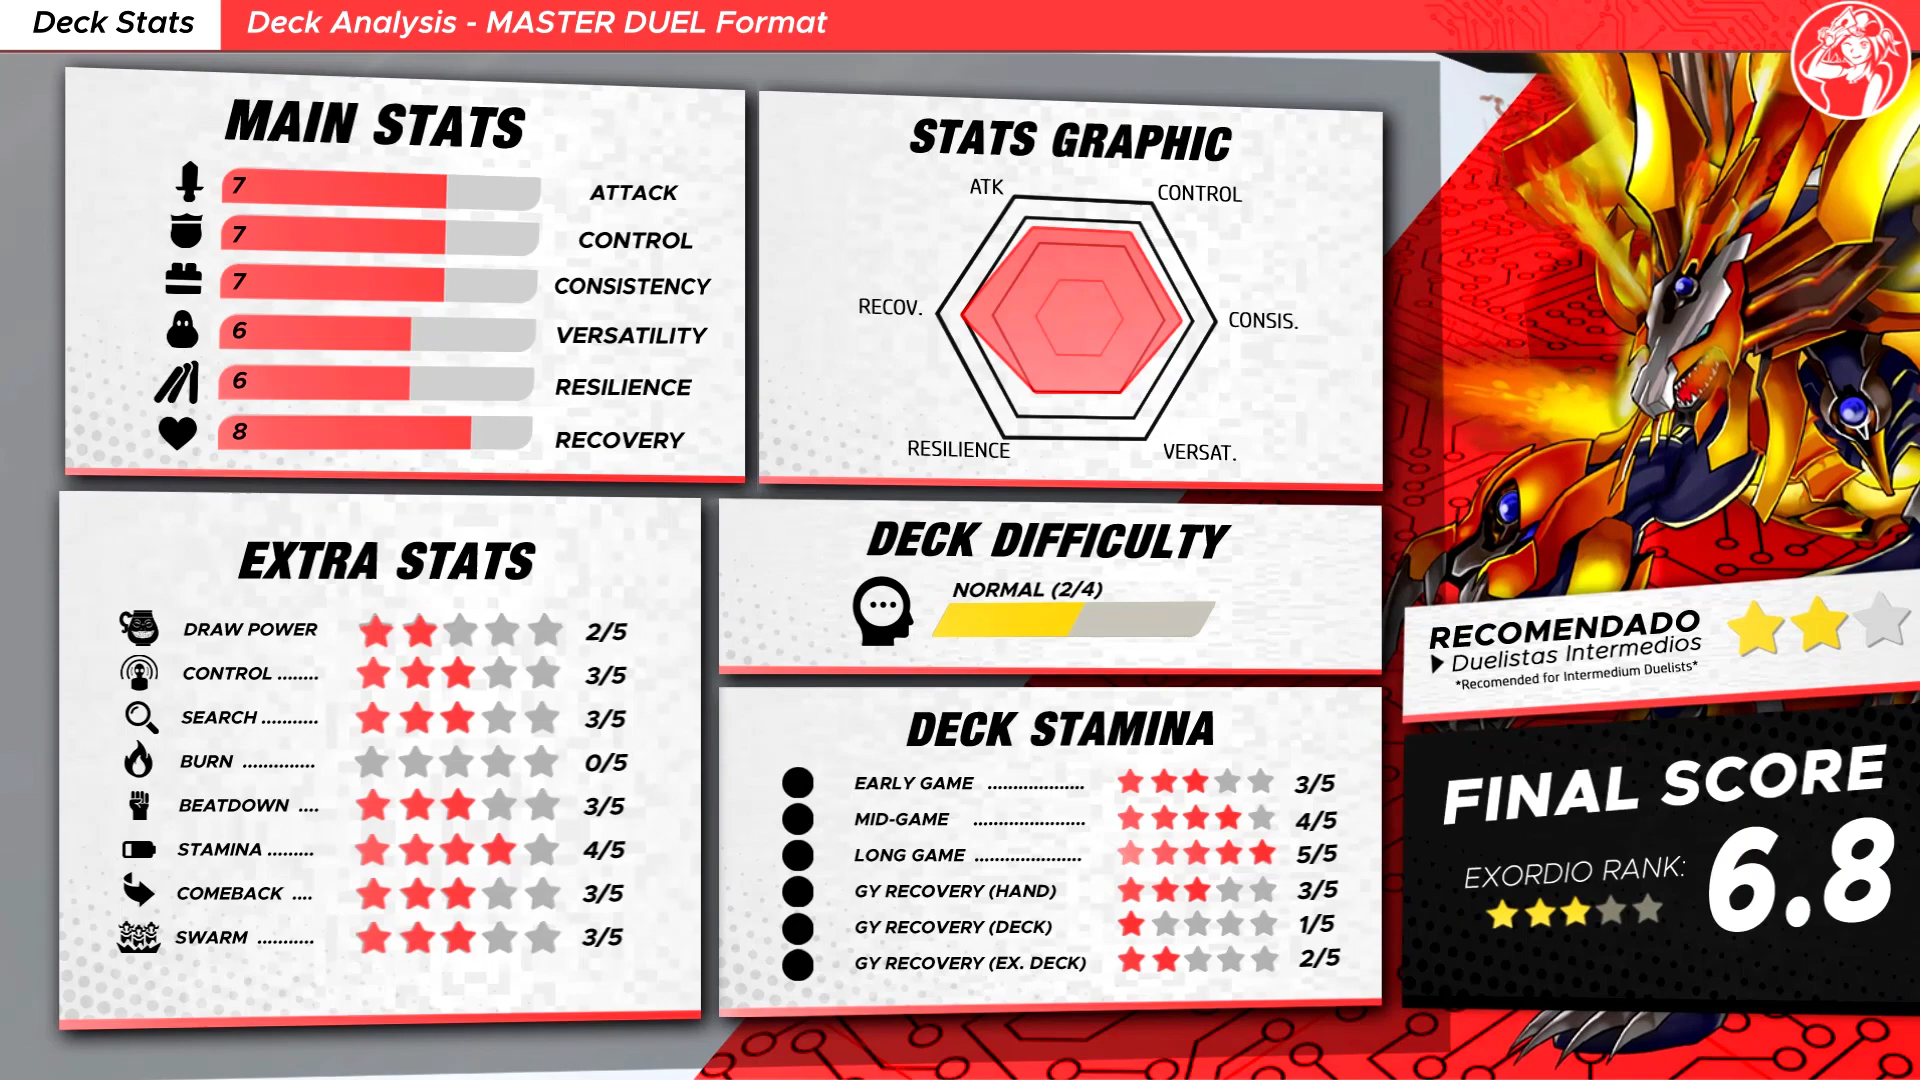 Deck Stats
Deck Analysis - MASTER DUEL Format
MAIN STATS
7 ATTACK
7 CONTROL
7 CONSISTENCY
6 VERSATILITY
6 RESILIENCE
8 RECOVERY
STATS GRAPHIC
ATK
CONTROL
RECOV.
CONSIS.
RESILIENCE
VERSAT.
EXTRA STATS
DRAW POWER 2/5
CONTROL ........ 3/5
SEARCH ........... 3/5
BURN .............. 0/5
BEATDOWN .... 3/5
STAMINA ......... 4/5
COMEBACK .... 3/5
SWARM ........... 3/5
DECK DIFFICULTY
NORMAL (2/4)
DECK STAMINA
EARLY GAME .................... 3/5
MID-GAME ....................... 4/5
LONG GAME ...................... 5/5
GY RECOVERY (HAND) 3/5
GY RECOVERY (DECK) 1/5
GY RECOVERY (EX. DECK) 2/5
RECOMENDADO
Duelistas Intermedios
*Recomended for Intermedium Duelists*
FINAL SCORE
EXORDIO RANK:
6.8